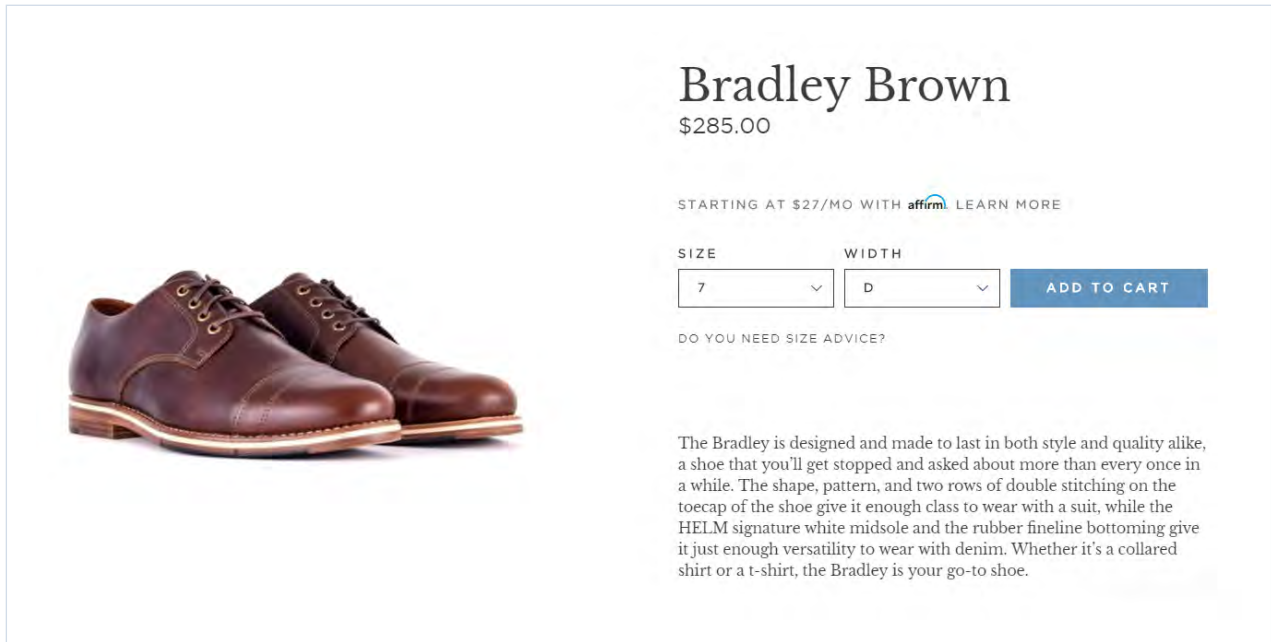 Bradley Brown
$285.00
STARTING AT $27/MO WITH affirm LEARN MORE
SIZE WIDTH
7 D ADD TO CART
DO YOU NEED SIZE ADVICE?
The Bradley is designed and made to last in both style and quality alike,
a shoe that you’ll get stopped and asked about more than every once in
a while. The shape, pattern, and two rows of double stitching on the
toecap of the shoe give it enough class to wear with a suit, while the
HELM signature white midsole and the rubber fineline bottoming give
it just enough versatility to wear with denim. Whether it’s a collared
shirt or a t-shirt, the Bradley is your go-to shoe.